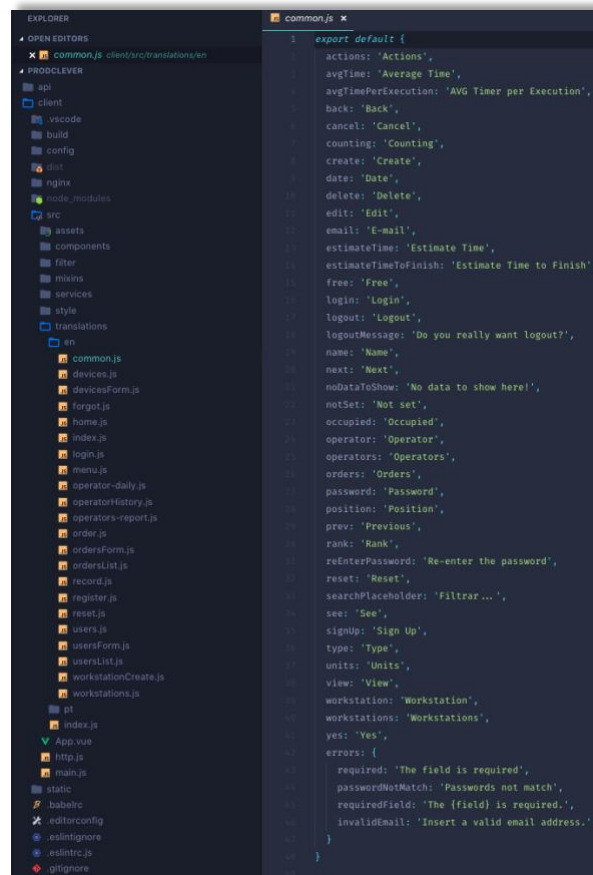 EXPLORER
OPEN EDITORS
common.js client/src/translations/en
PRODCLEVER
api
client
.vscode
build
config
dist
nginx
node_modules
src
assets
components
filter
mixins
services
style
translations
en
common.js
devices.js
devicesForm.js
forgot.js
home.js
index.js
login.js
menu.js
operator-daily.js
operatorHistory.js
operators-report.js
order.js
ordersForm.js
ordersList.js
record.js
register.js
reset.js
users.js
usersForm.js
usersList.js
workstationCreate.js
workstations.js
pt
index.js
App.vue
http.js
main.js
static
.babelrc
.editorconfig
.eslintignore
.eslintrc.js
.gitignore
common.js
1 export default {
actions: 'Actions',
avgTime: 'Average Time',
avgTimePerExecution: 'AVG Timer per Execution',
back: 'Back',
cancel: 'Cancel',
counting: 'Counting',
create: 'Create',
date: 'Date',
delete: 'Delete',
edit: 'Edit',
email: 'E-mail',
estimateTime: 'Estimate Time',
estimateTimeToFinish: 'Estimate Time to Finish'
free: 'Free',
login: 'Login',
logout: 'Logout',
logoutMessage: 'Do you really want logout?',
name: 'Name',
next: 'Next',
noDataToShow: 'No data to show here!',
notSet: 'Not set',
occupied: 'Occupied',
operator: 'Operator',
operators: 'Operators',
orders: 'Orders',
password: 'Password',
position: 'Position',
prev: 'Previous',
rank: 'Rank',
reEnterPassword: 'Re-enter the password',
reset: 'Reset',
searchPlaceholder: 'Filtrar...',
see: 'See',
signUp: 'Sign Up',
type: 'Type',
units: 'Units',
view: 'View',
workstation: 'Workstation',
workstations: 'Workstations',
yes: 'Yes',
errors: {
required: 'The field is required',
passwordNotMatch: 'Passwords not match',
requiredField: 'The {field} is required.',
invalidEmail: 'Insert a valid email address.'
}
}